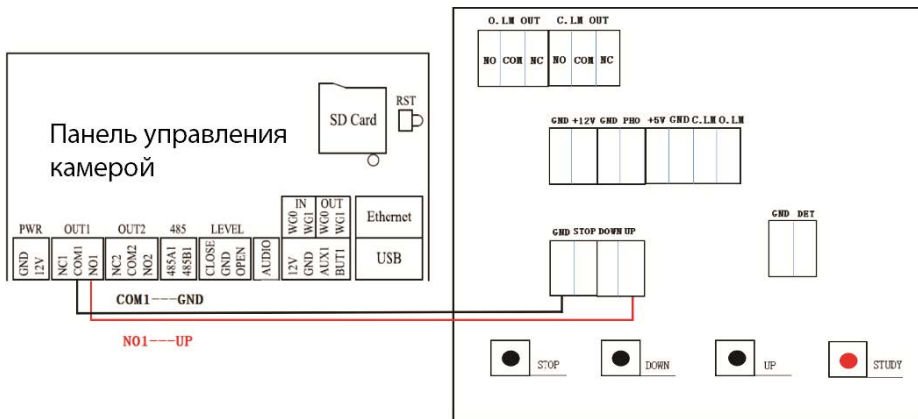 Панель управления
камерой
SD Card
RST
IN OUT
WG0 WG1 WG0 WG1
Ethernet
PWR OUT1 OUT2 485 LEVEL
GND 12V NC1 COM1 NO1 NC2 COM2 NO2 485A1 485B1 CLOSE GND OPEN AUDIO 12V GND AUX1 BUT1
USB
COM1---GND
NO1---UP
O.LM OUT C.LM OUT
NO COM NC NO COM NC
GND +12V GND PHO +5V GND C.LM O.LM
GND DET
GND STOP DOWN UP
STOP DOWN UP STUDY